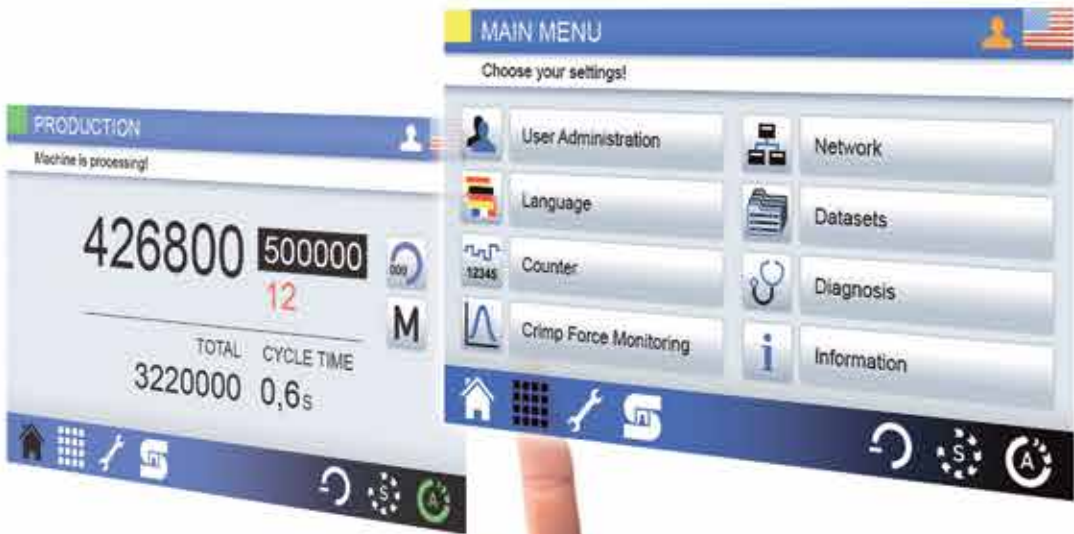 PRODUCTION
Machine is processing!
426800 500000
12
000
M
TOTAL CYCLE TIME
3220000 0,6s
S
A
MAIN MENU
Choose your settings!
User Administration
Network
Language
Datasets
12345
Counter
Diagnosis
Crimp Force Monitoring
i
Information
S
A